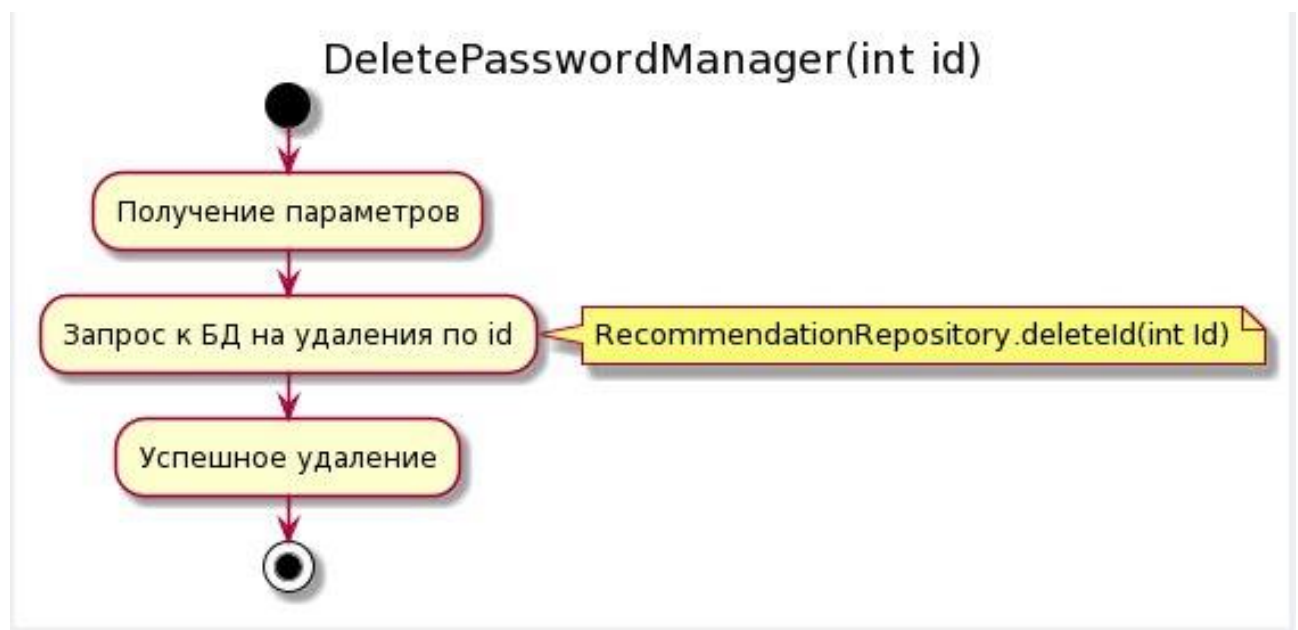 DeletePasswordManager(int id)
Получение параметров
Запрос к БД на удаления по id
RecommendationRepository.deleteId(int Id)
Успешное удаление